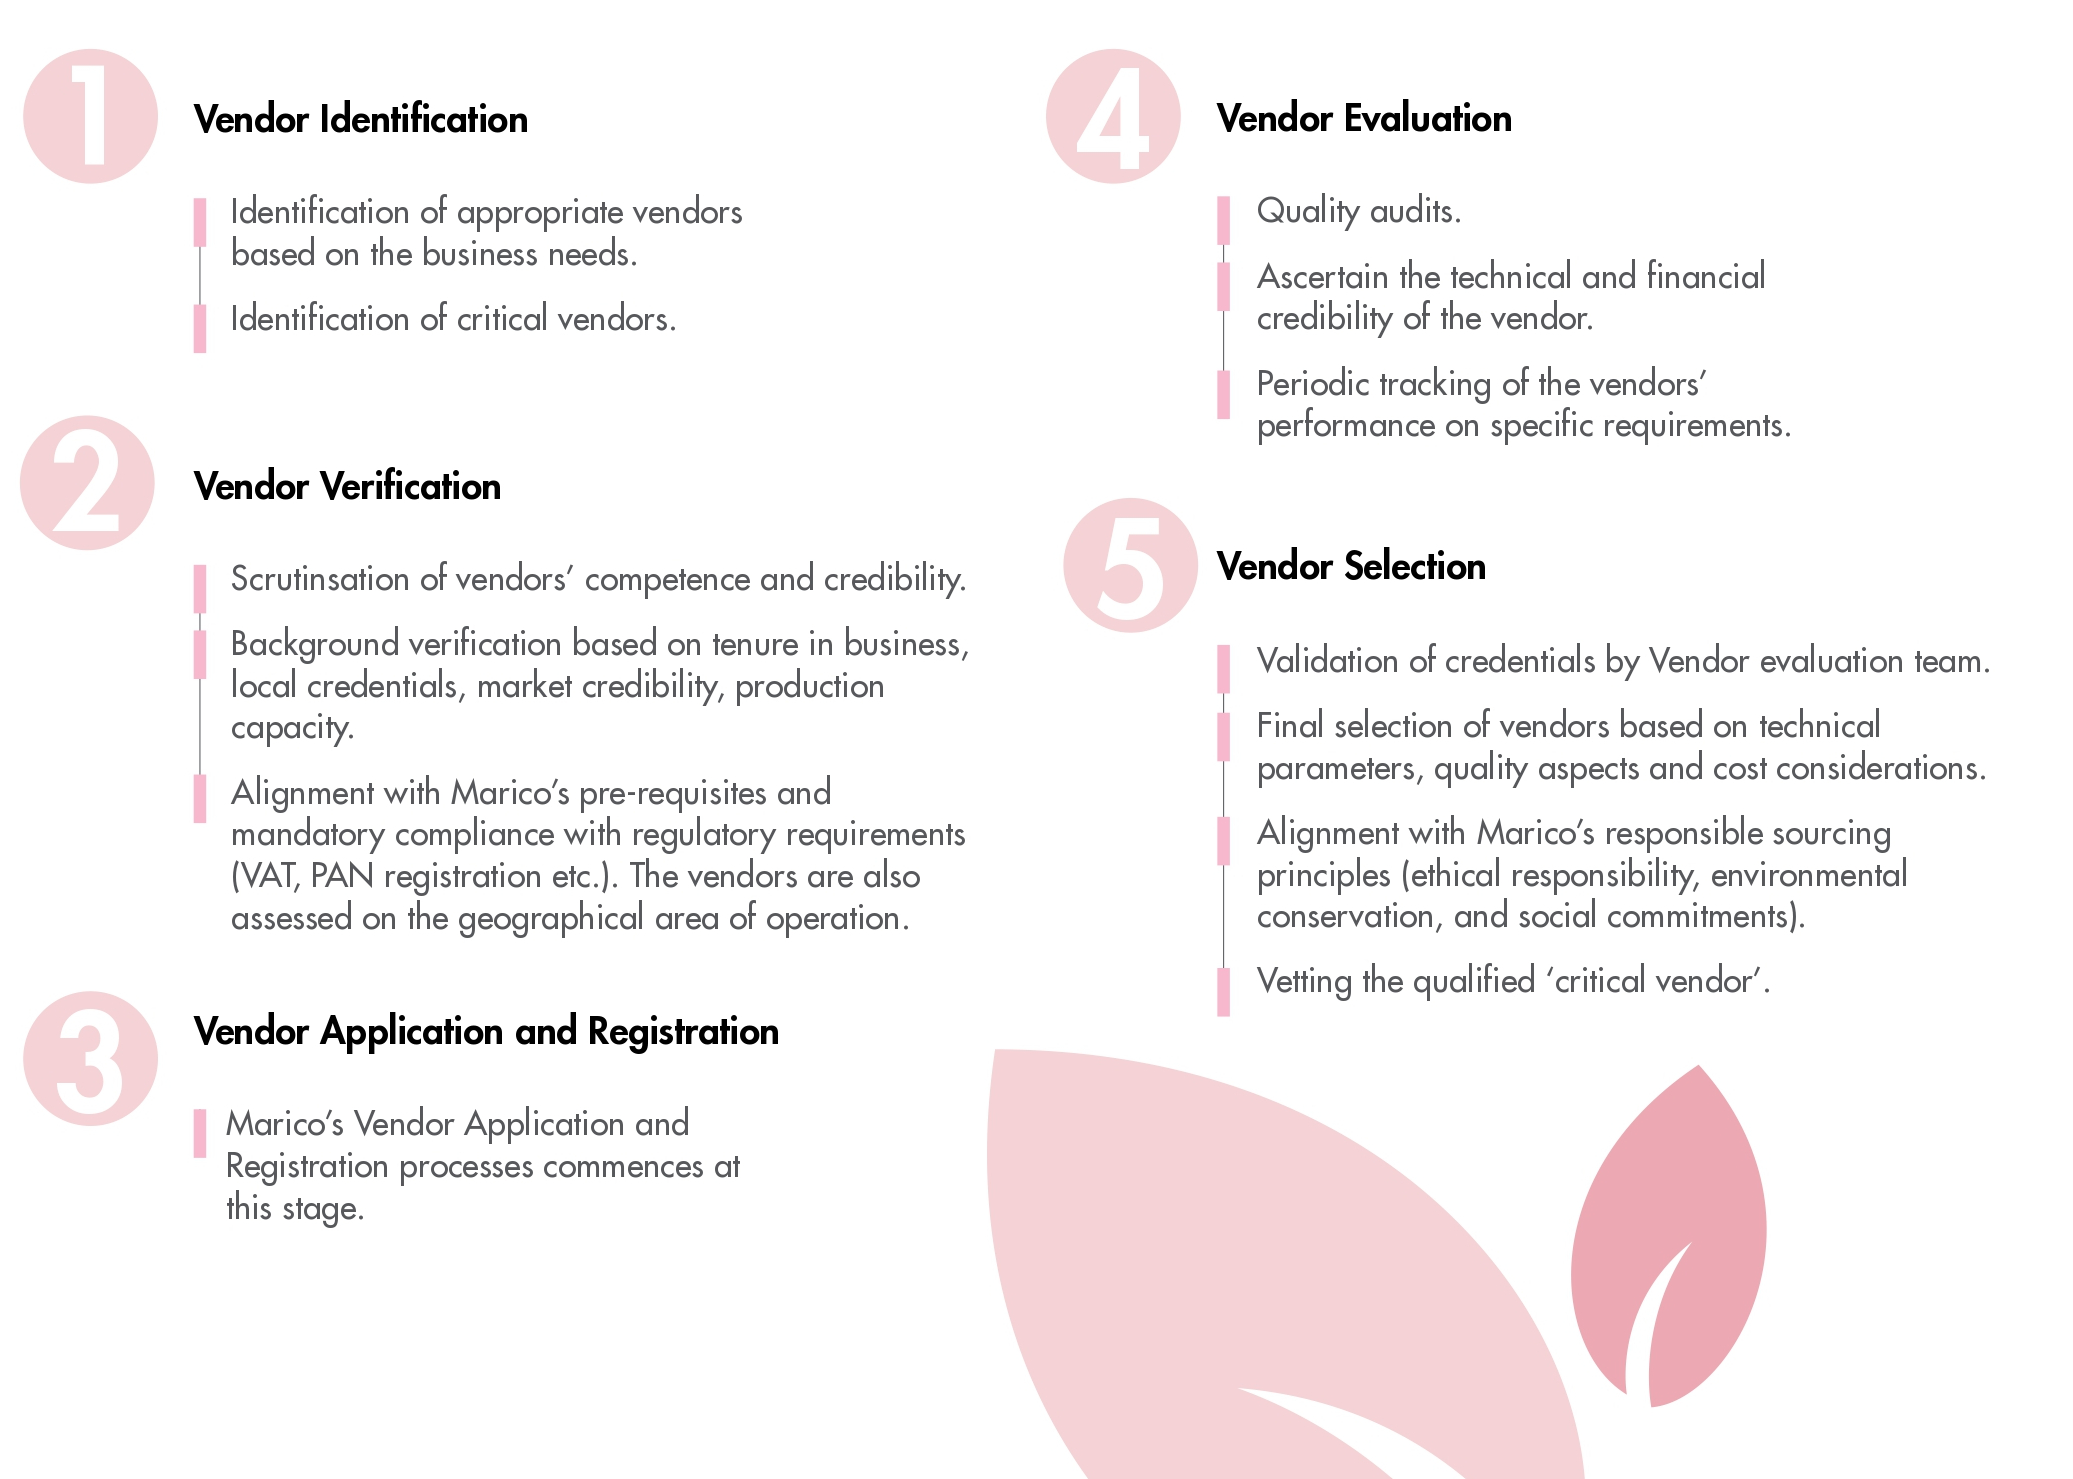 1
Vendor Identification
Identification of appropriate vendors
based on the business needs.
Identification of critical vendors.
2
Vendor Verification
Scrutinsation of vendors’ competence and credibility.
Background verification based on tenure in business,
local credentials, market credibility, production
capacity.
Alignment with Marico’s pre-requisites and
mandatory compliance with regulatory requirements
(VAT, PAN registration etc.). The vendors are also
assessed on the geographical area of operation.
3
Vendor Application and Registration
Marico’s Vendor Application and
Registration processes commences at
this stage.
4
Vendor Evaluation
Quality audits.
Ascertain the technical and financial
credibility of the vendor.
Periodic tracking of the vendors’
performance on specific requirements.
5
Vendor Selection
Validation of credentials by Vendor evaluation team.
Final selection of vendors based on technical
parameters, quality aspects and cost considerations.
Alignment with Marico’s responsible sourcing
principles (ethical responsibility, environmental
conservation, and social commitments).
Vetting the qualified ‘critical vendor’.